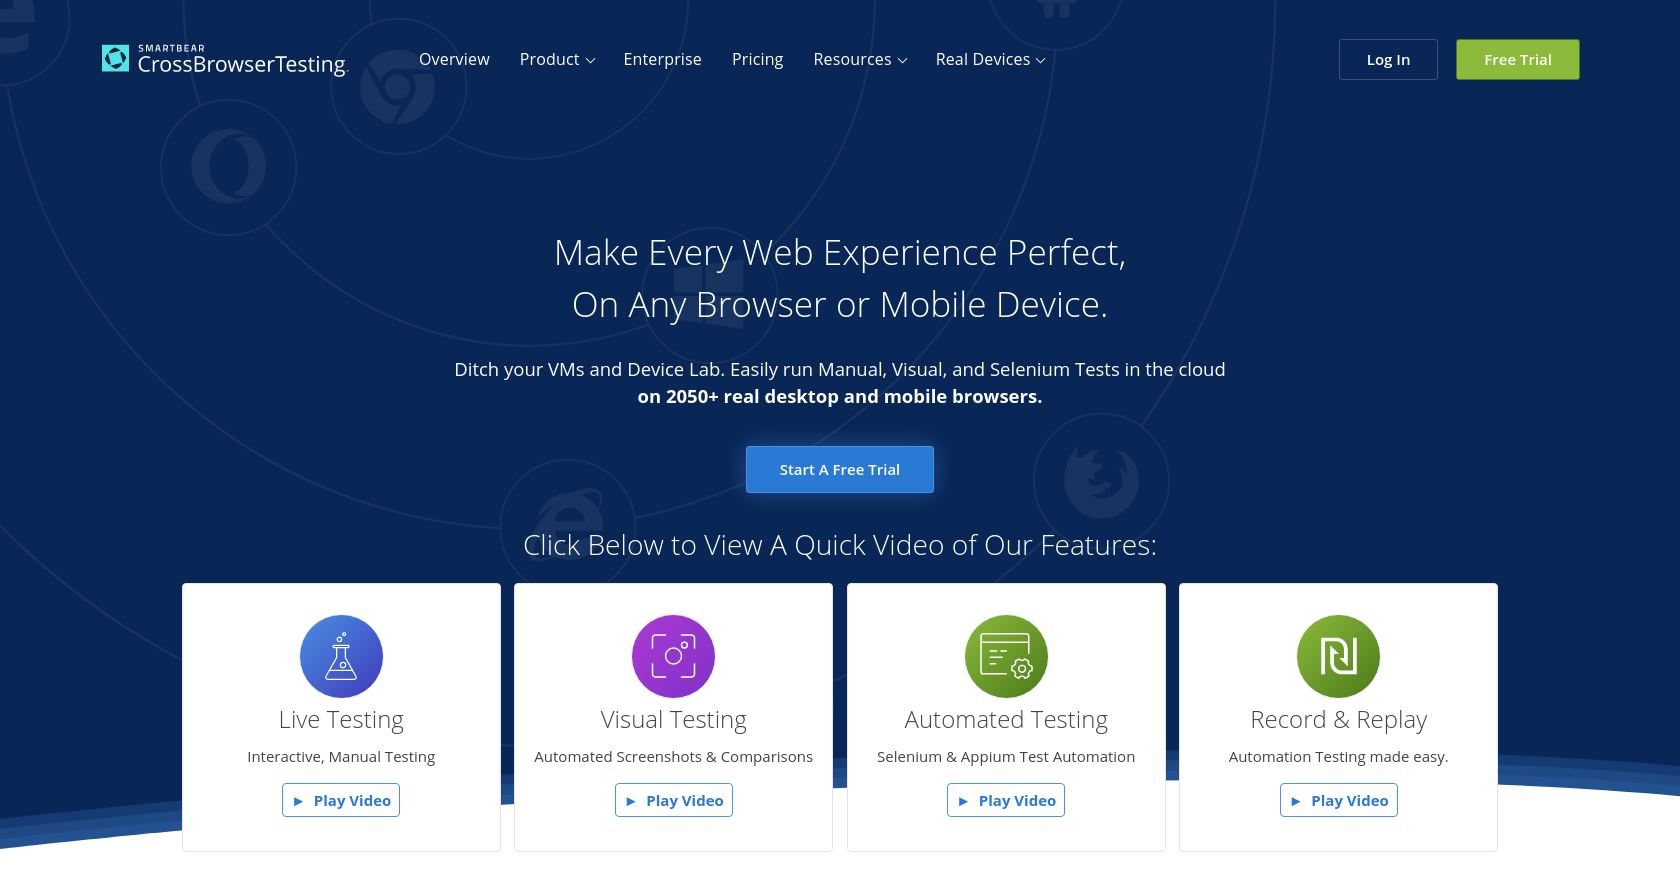 SMARTBEAR
CrossBrowserTesting
Overview
Product
Enterprise
Pricing
Resources
Real Devices
Log In
Free Trial
Make Every Web Experience Perfect,
On Any Browser or Mobile Device.
Ditch your VMs and Device Lab. Easily run Manual, Visual, and Selenium Tests in the cloud
on 2050+ real desktop and mobile browsers.
Start A Free Trial
Click Below to View A Quick Video of Our Features:
Live Testing
Interactive, Manual Testing
► Play Video
Visual Testing
Automated Screenshots & Comparisons
► Play Video
Automated Testing
Selenium & Appium Test Automation
► Play Video
Record & Replay
Automation Testing made easy.
► Play Video